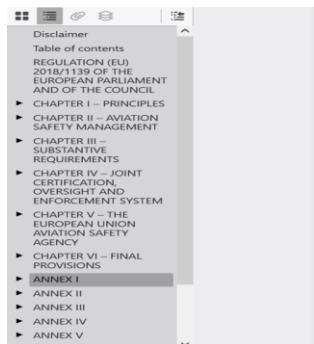 Disclaimer
Table of contents
REGULATION (EU)
2018/1139 OF THE
EUROPEAN PARLIAMENT
AND OF THE COUNCIL
CHAPTER I – PRINCIPLES
CHAPTER II – AVIATION
SAFETY MANAGEMENT
CHAPTER III –
SUBSTANTIVE
REQUIREMENTS
CHAPTER IV – JOINT
CERTIFICATION,
OVERSIGHT AND
ENFORCEMENT SYSTEM
CHAPTER V – THE
EUROPEAN UNION
AVIATION SAFETY
AGENCY
CHAPTER VI – FINAL
PROVISIONS
ANNEX I
ANNEX II
ANNEX III
ANNEX IV
ANNEX V